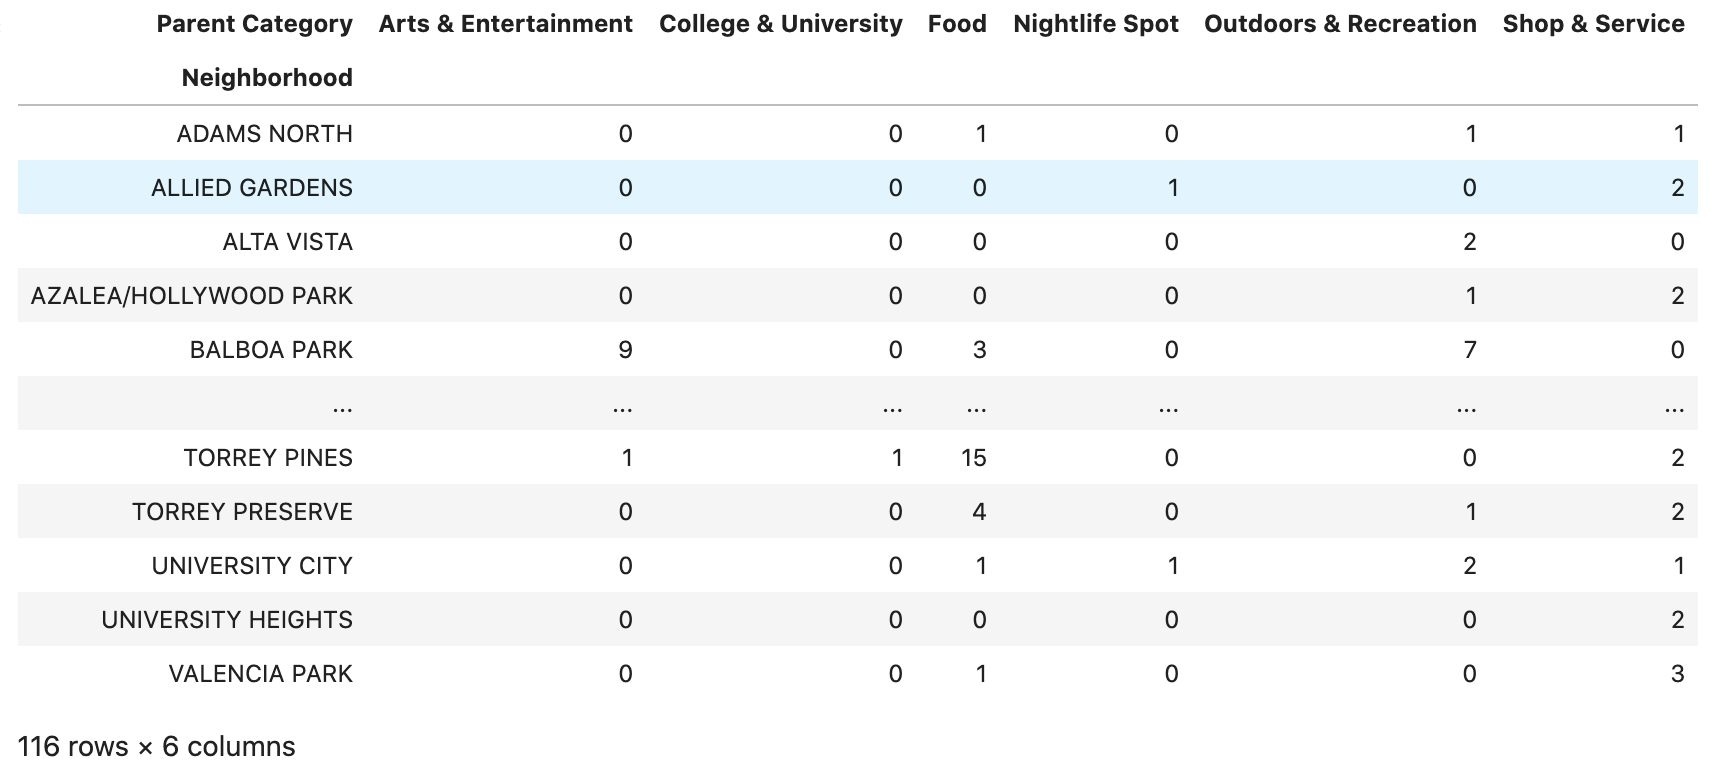 Parent Category Arts & Entertainment College & University Food Nightlife Spot Outdoors & Recreation Shop & Service
Neighborhood
ADAMS NORTH 0 0 1 0 1 1
ALLIED GARDENS 0 0 0 1 0 2
ALTA VISTA 0 0 0 0 2 0
AZALEA/HOLLYWOOD PARK 0 0 0 0 1 2
BALBOA PARK 9 0 3 0 7 0
... ... ... ... ... ... ...
TORREY PINES 1 1 15 0 0 2
TORREY PRESERVE 0 0 4 0 1 2
UNIVERSITY CITY 0 0 1 1 2 1
UNIVERSITY HEIGHTS 0 0 0 0 0 2
VALENCIA PARK 0 0 1 0 0 3
116 rows × 6 columns